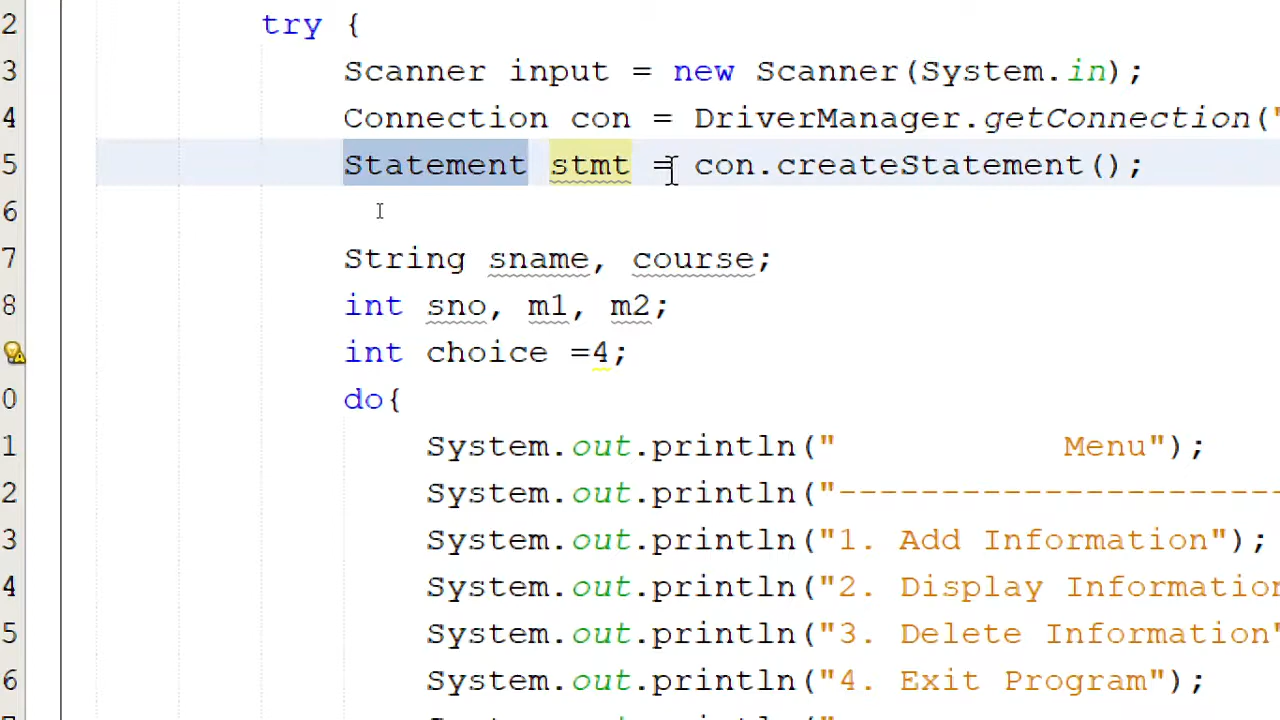 2 try {
3 Scanner input = new Scanner(System.in);
4 Connection con = DriverManager.getConnection("
5 Statement stmt = con.createStatement();
6
7 String sname, course;
8 int sno, m1, m2;
int choice =4;
0 do{
1 System.out.println("           Menu");
2 System.out.println("----------------------
3 System.out.println("1. Add Information");
4 System.out.println("2. Display Information
5 System.out.println("3. Delete Information"
6 System.out.println("4. Exit Program");